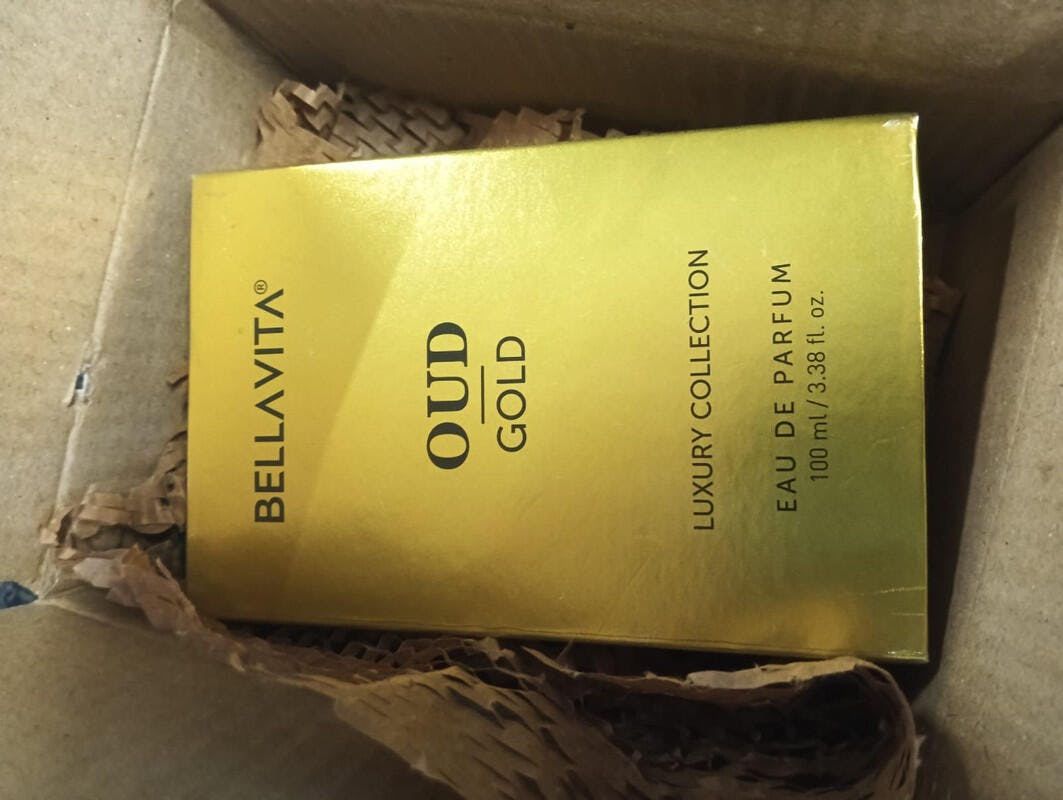 BELLAVITA®
OUD
GOLD
LUXURY COLLECTION
EAU DE PARFUM
100 ml / 3.38 fl. oz.